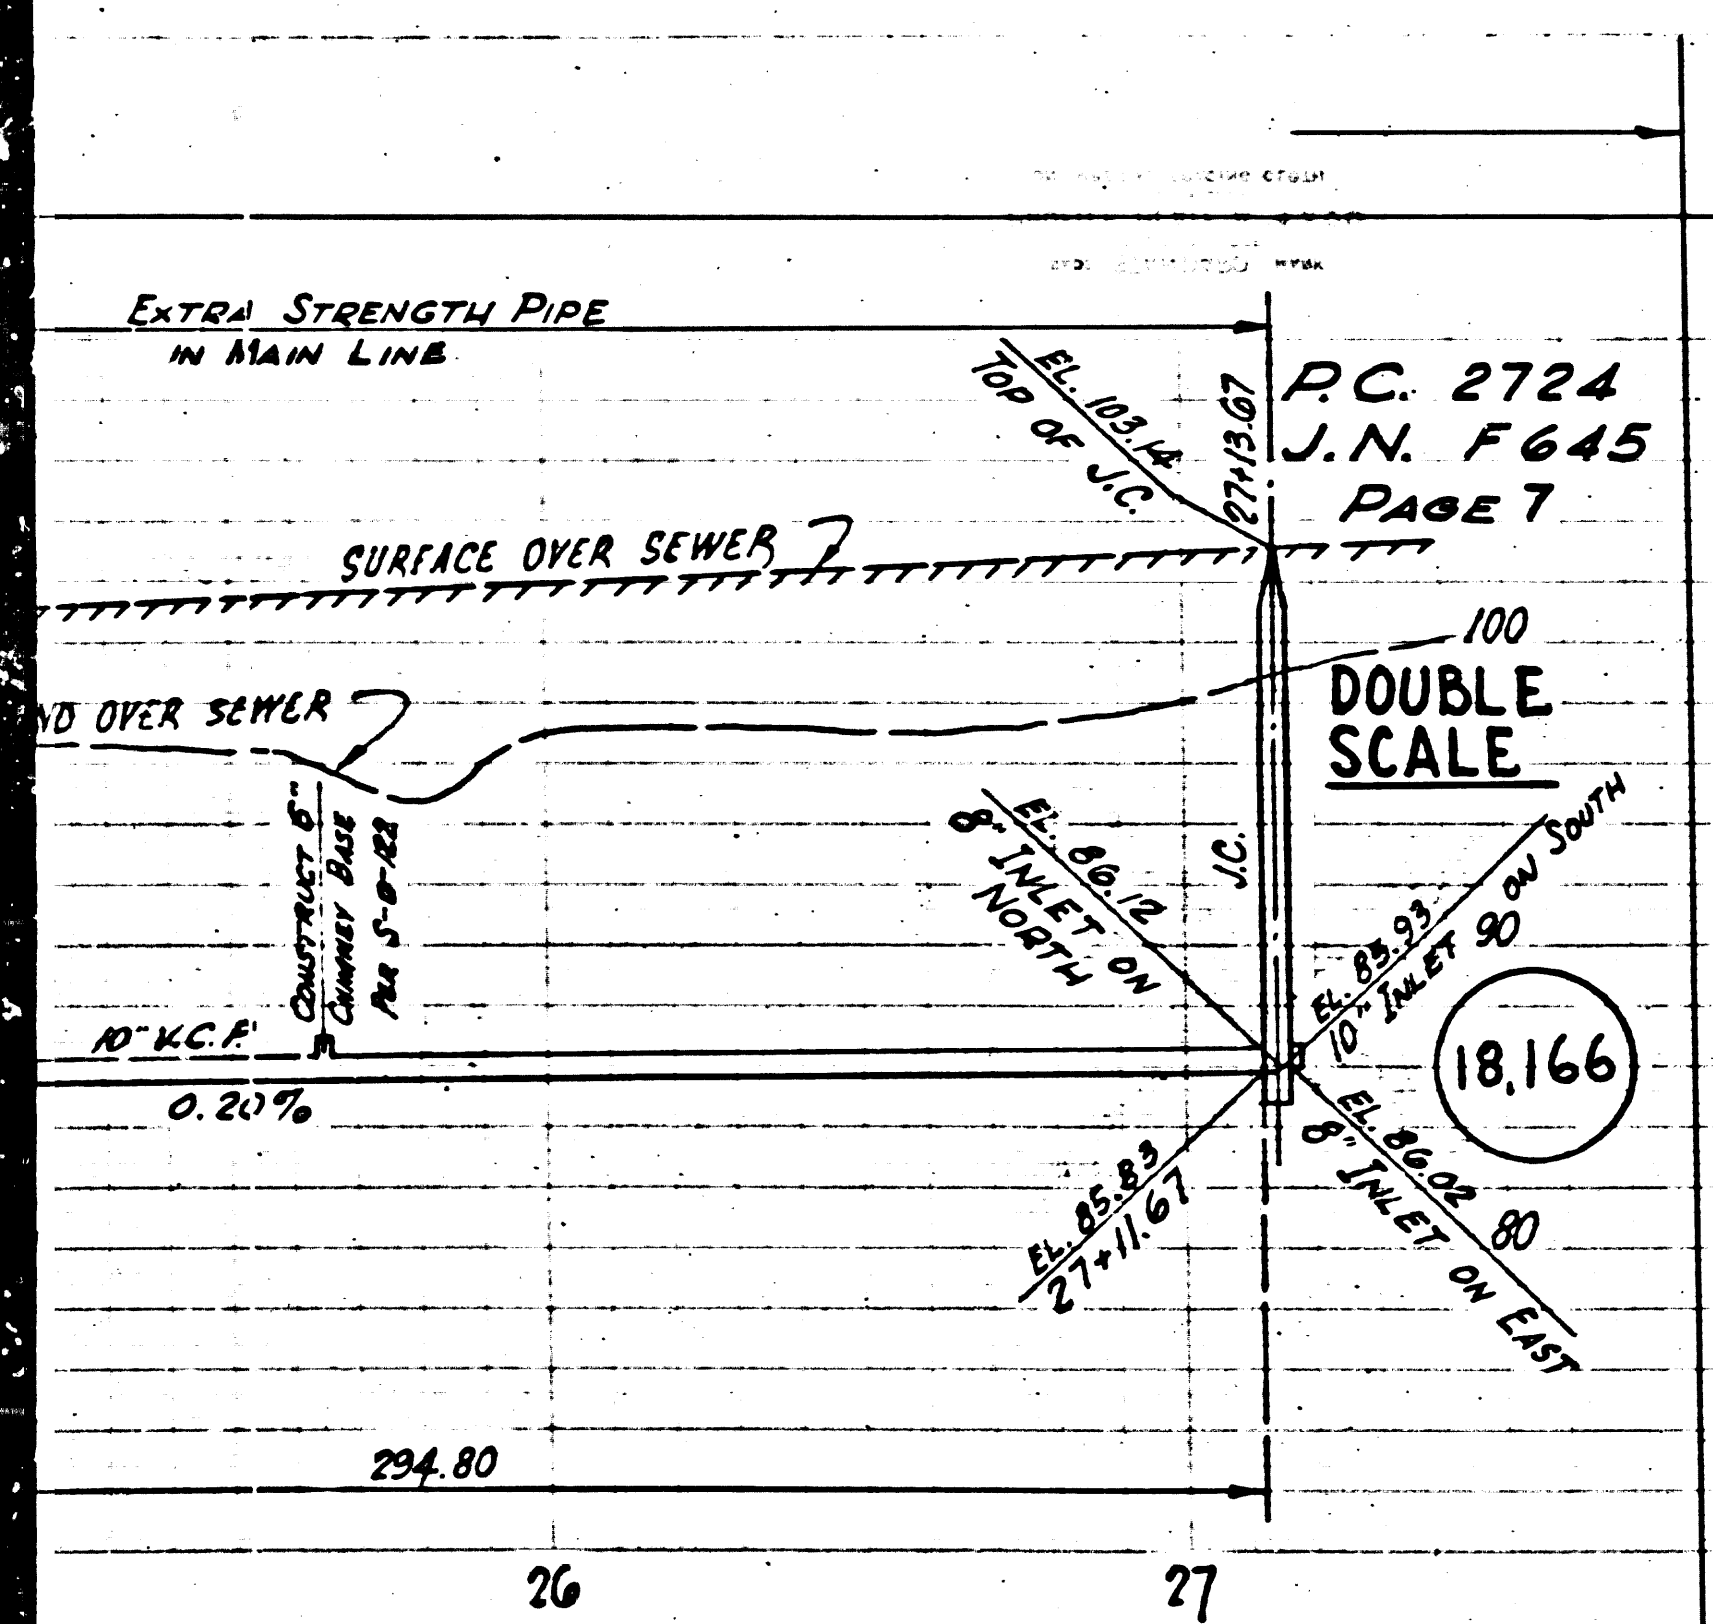 EXTRA STRENGTH PIPE
IN MAIN LINE
EL. 103.14
TOP OF J.C.
27+13.67
P.C. 2724
J.N. F645
PAGE 7
SURFACE OVER SEWER
100
DOUBLE
SCALE
ND OVER SEWER
CONSTRUCT 6"
CHIMNEY BASE
PER S-B-122
EL. 86.12
8" INLET ON
NORTH
J.C.
EL. 85.93
10" INLET ON SOUTH
90
18,166
10" V.C.P.
0.20%
EL. 85.83
27+11.67
EL. 86.02
8" INLET ON EAST
80
294.80
26
27